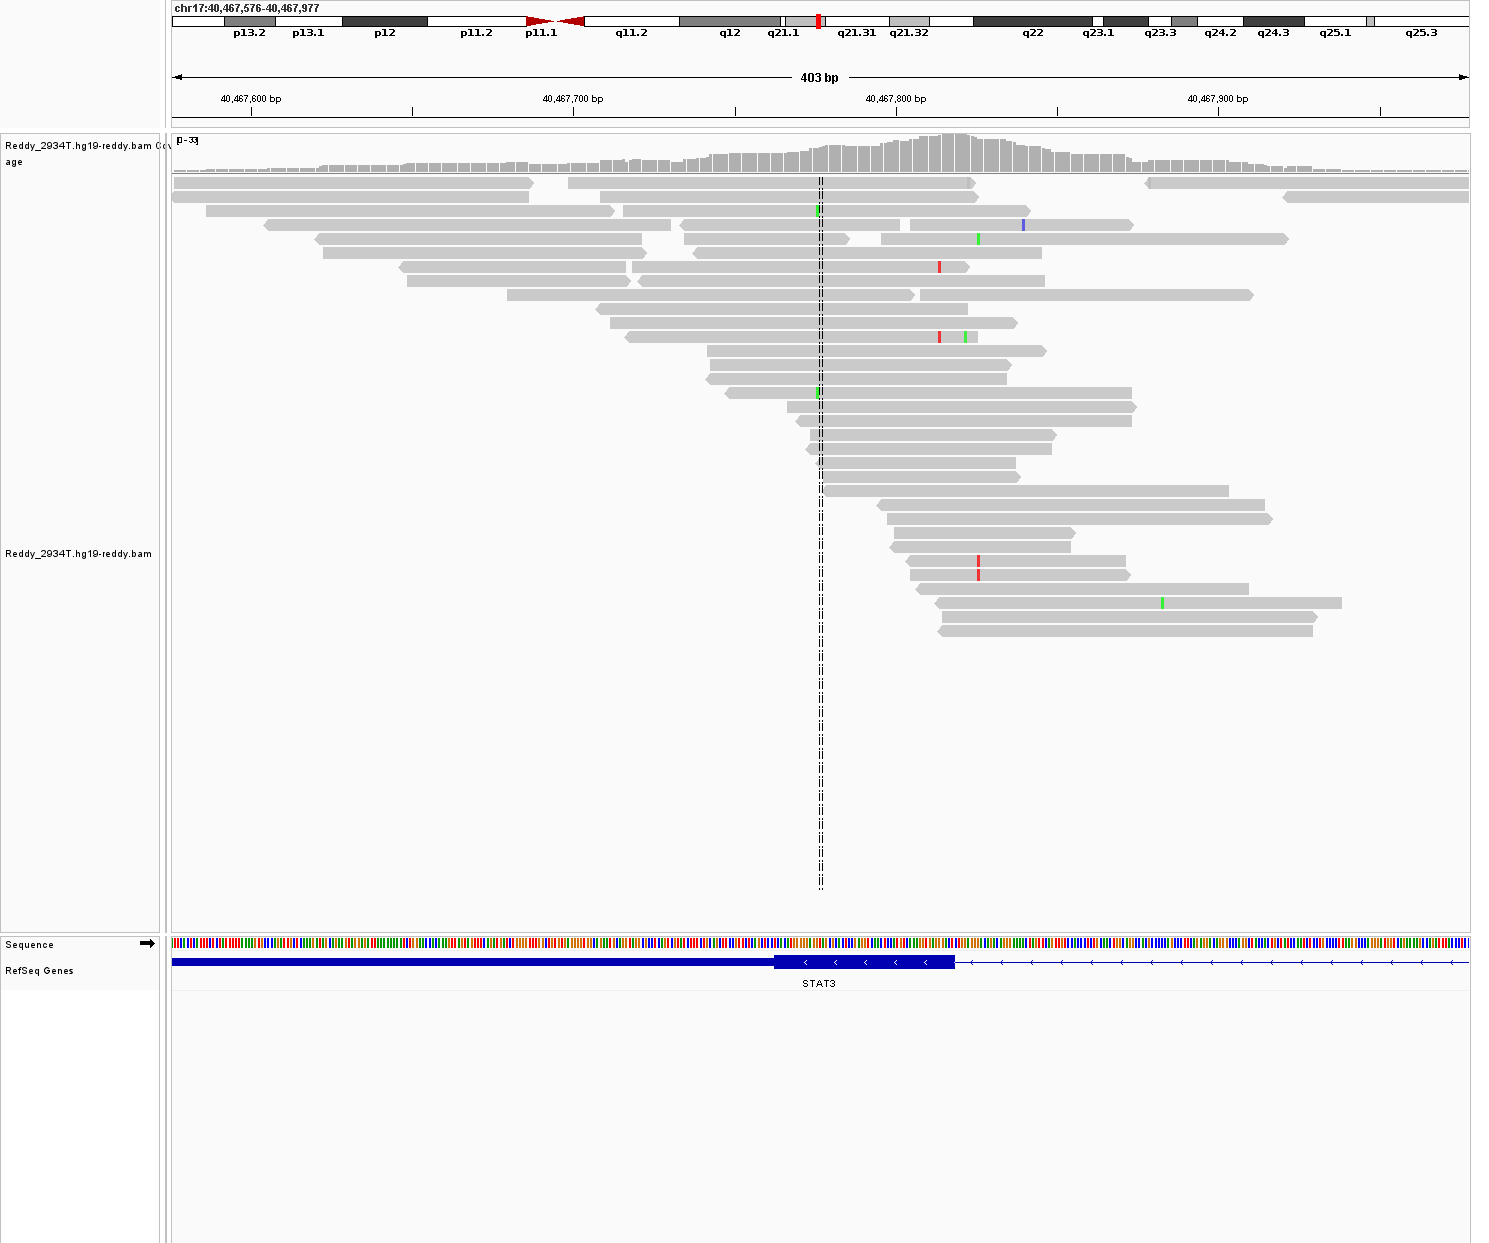 chr17:40,467,576-40,467,977
p13.2 p13.1 p12 p11.2 p11.1 q11.2 q12 q21.1 q21.31 q21.32 q22 q23.1 q23.3 q24.2 q24.3 q25.1 q25.3
403 bp
40,467,600 bp 40,467,700 bp 40,467,800 bp 40,467,900 bp
[0-33]
Reddy_2934T.hg19-reddy.bam Cov
age
Reddy_2934T.hg19-reddy.bam
Sequence
RefSeq Genes
STAT3